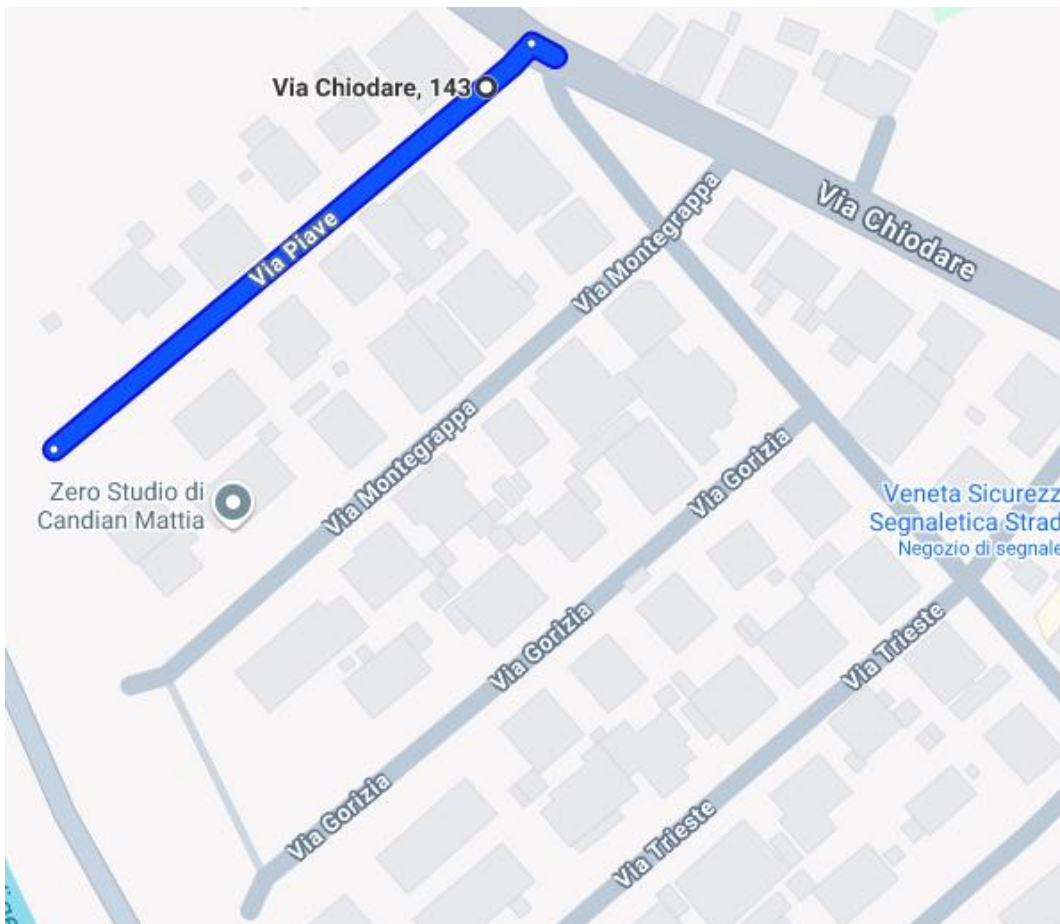 Via Chiodare, 143
Via Piave
Via Montegrappa
Via Chiodare
Via Montegrappa
Via Gorizia
Zero Studio di
Candian Mattia
Veneta Sicurezz
Segnaletica Strad
Negozio di segnale
Via Gorizia
Via Trieste
Via Gorizia
Via Trieste